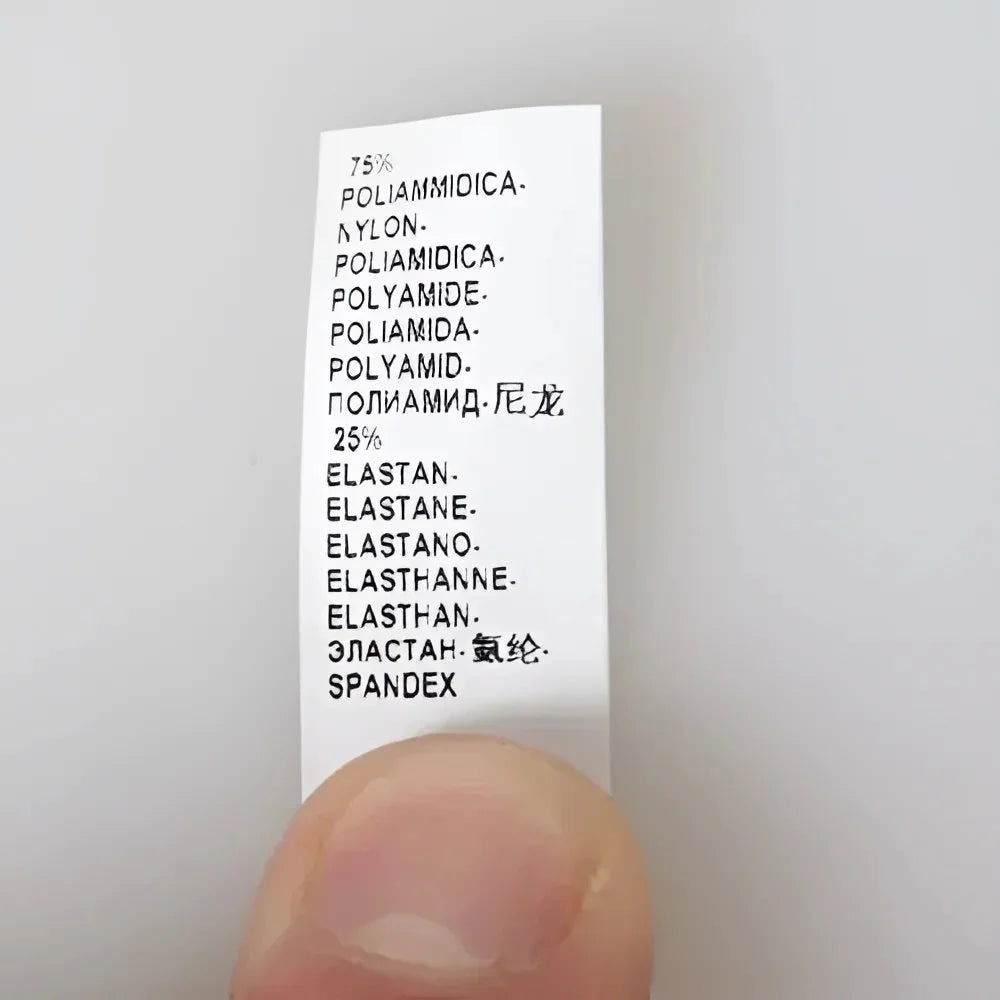 75%
POLIAMMIDICA·
NYLON·
POLIAMIDICA·
POLYAMIDE·
POLIAMIDA·
POLYAMID·
ПОЛИАМИД·尼龙
25%
ELASTAN·
ELASTANE·
ELASTANO·
ELASTHANNE·
ELASTHAN·
ЭЛАСТАН·氨纶·
SPANDEX